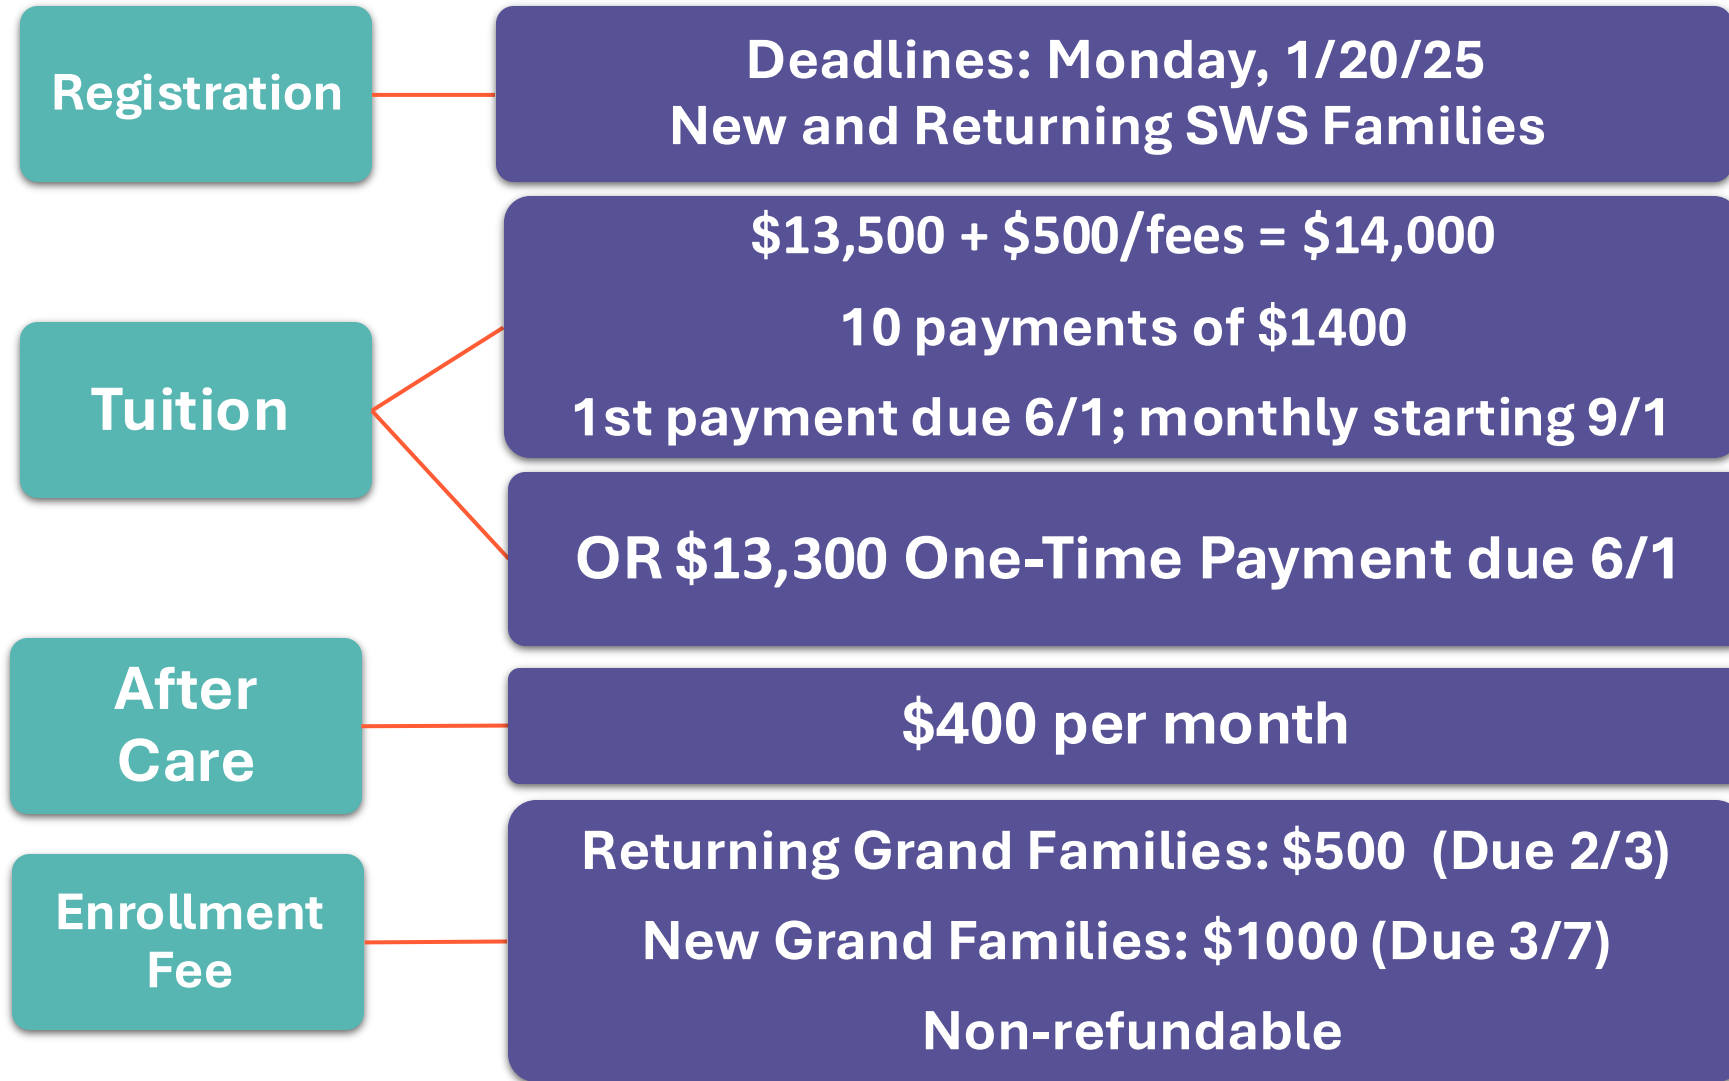 Registration
Deadlines: Monday, 1/20/25
New and Returning SWS Families
Tuition
$13,500 + $500/fees = $14,000
10 payments of $1400
1st payment due 6/1; monthly starting 9/1
OR $13,300 One-Time Payment due 6/1
After
Care
$400 per month
Enrollment
Fee
Returning Grand Families: $500 (Due 2/3)
New Grand Families: $1000 (Due 3/7)
Non-refundable